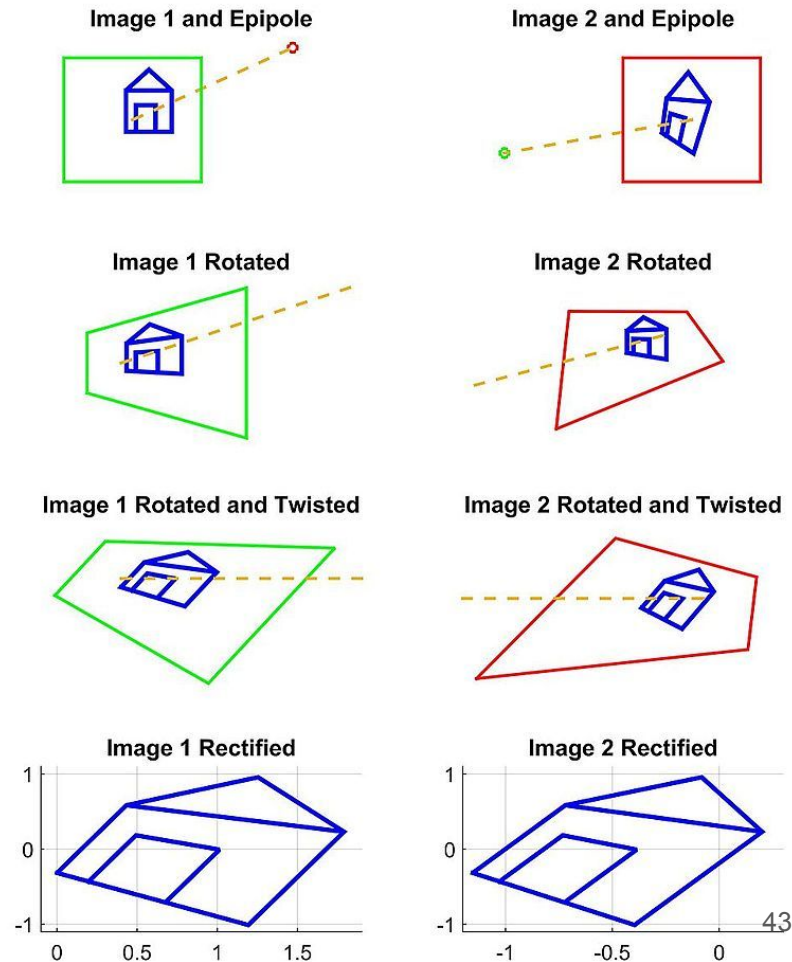 Image 1 and Epipole
Image 2 and Epipole
Image 1 Rotated
Image 2 Rotated
Image 1 Rotated and Twisted
Image 2 Rotated and Twisted
Image 1 Rectified
1
0
-1
0
0.5
1
1.5
Image 2 Rectified
1
0
-1
-1
-0.5
0
43